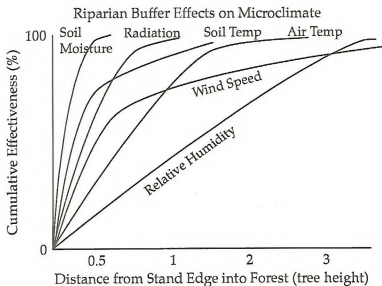 Riparian Buffer Effects on Microclimate
100
Soil Moisture
Radiation
Soil Temp
Air Temp
Wind Speed
Relative Humidity
Cumulative Effectiveness (%)
0
0.5 1 2 3
Distance from Stand Edge into Forest (tree height)